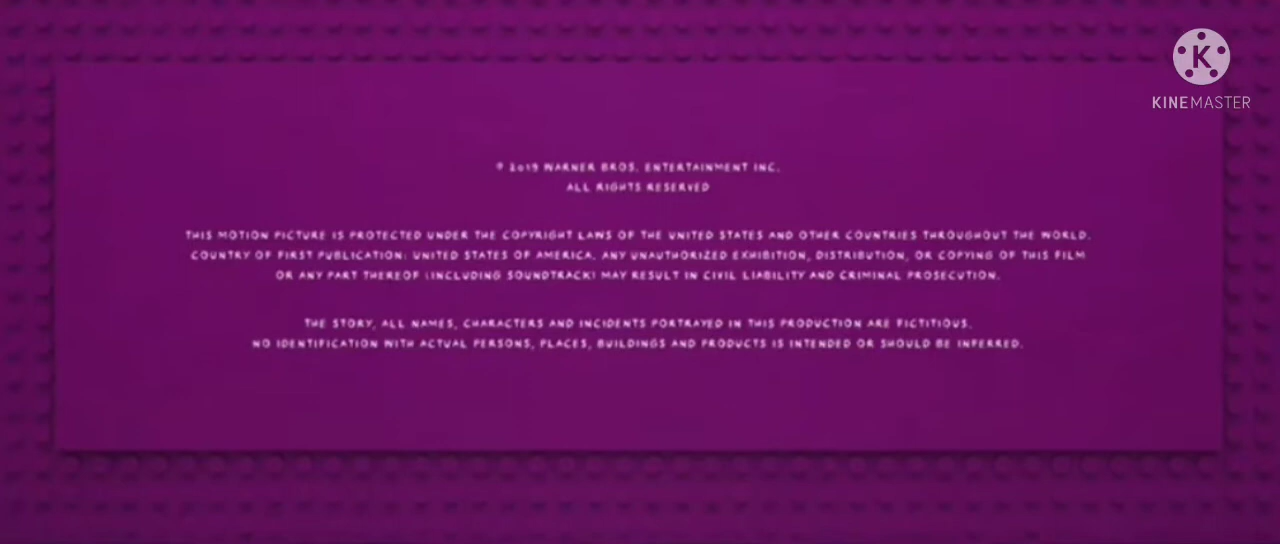 KINEMASTER
© 2019 WARNER BROS. ENTERTAINMENT INC.
ALL RIGHTS RESERVED
THIS MOTION PICTURE IS PROTECTED UNDER THE COPYRIGHT LAWS OF THE UNITED STATES AND OTHER COUNTRIES THROUGHOUT THE WORLD.
COUNTRY OF FIRST PUBLICATION: UNITED STATES OF AMERICA. ANY UNAUTHORIZED EXHIBITION, DISTRIBUTION, OR COPYING OF THIS FILM
OR ANY PART THEREOF (INCLUDING SOUNDTRACK) MAY RESULT IN CIVIL LIABILITY AND CRIMINAL PROSECUTION.
THE STORY, ALL NAMES, CHARACTERS AND INCIDENTS PORTRAYED IN THIS PRODUCTION ARE FICTITIOUS.
NO IDENTIFICATION WITH ACTUAL PERSONS, PLACES, BUILDINGS AND PRODUCTS IS INTENDED OR SHOULD BE INFERRED.